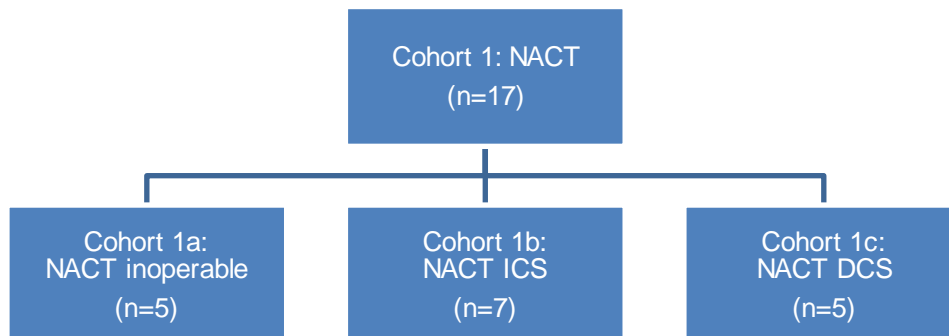 Cohort 1: NACT
(n=17)
Cohort 1a:
NACT inoperable
(n=5)
Cohort 1b:
NACT ICS
(n=7)
Cohort 1c:
NACT DCS
(n=5)